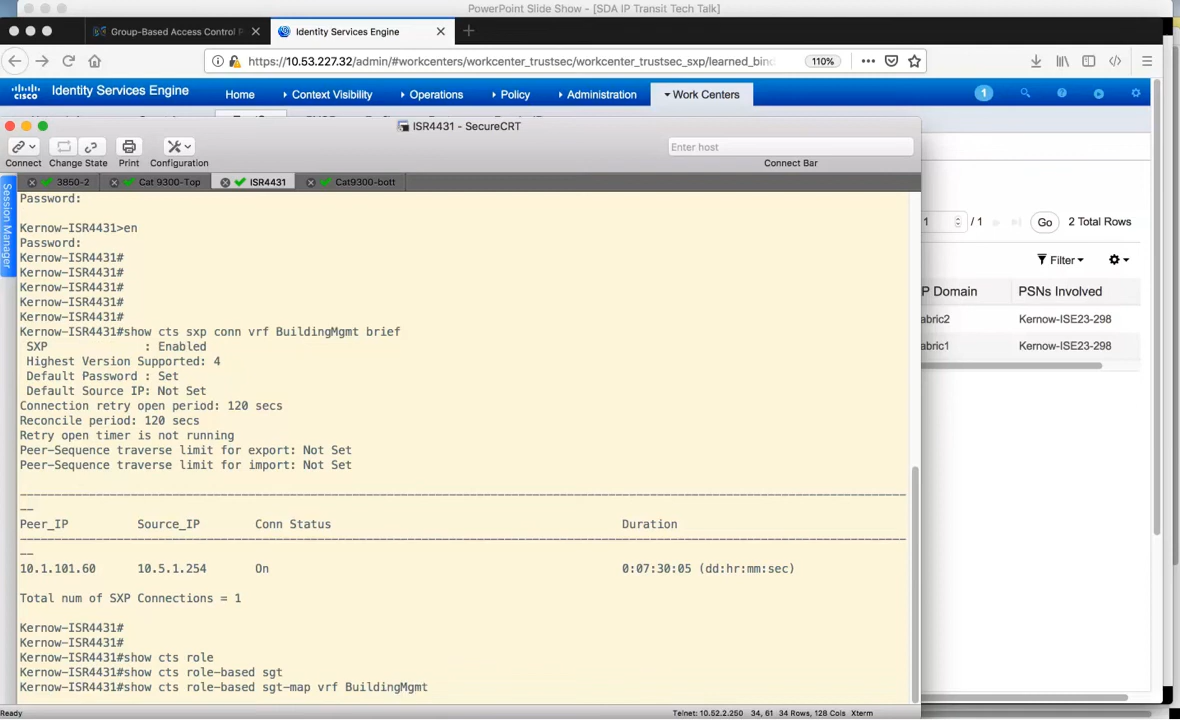 PowerPoint Slide Show - [SDA IP Transit Tech Talk]
Group-Based Access Control P
Identity Services Engine
https://10.53.227.32/admin/#workcenters/workcenter_trustsec/workcenter_trustsec_sxp/learned_bind
110%
CISCO Identity Services Engine Home Context Visibility Operations Policy Administration Work Centers 1
ISR4431 - SecureCRT
Enter host
Connect Change State Print Configuration Connect Bar
3850-2 Cat 9300-Top ISR4431 Cat9300-bott
Session Manager
Password:
Kernow-ISR4431>en
Password:
Kernow-ISR4431#
Kernow-ISR4431#
Kernow-ISR4431#
Kernow-ISR4431#
Kernow-ISR4431#
Kernow-ISR4431#show cts sxp conn vrf BuildingMgmt brief
SXP : Enabled
Highest Version Supported: 4
Default Password : Set
Default Source IP: Not Set
Connection retry open period: 120 secs
Reconcile period: 120 secs
Retry open timer is not running
Peer-Sequence traverse limit for export: Not Set
Peer-Sequence traverse limit for import: Not Set
Peer_IP Source_IP Conn Status Duration
10.1.101.60 10.5.1.254 On 0:07:30:05 (dd:hr:mm:sec)
Total num of SXP Connections = 1
Kernow-ISR4431#
Kernow-ISR4431#
Kernow-ISR4431#show cts role
Kernow-ISR4431#show cts role-based sgt
Kernow-ISR4431#show cts role-based sgt-map vrf BuildingMgmt
1 / 1 Go 2 Total Rows
Filter
P Domain PSNs Involved
abric2 Kernow-ISE23-298
abric1 Kernow-ISE23-298
Ready Telnet: 10.52.2.250 34, 61 34 Rows, 128 Cols Xterm